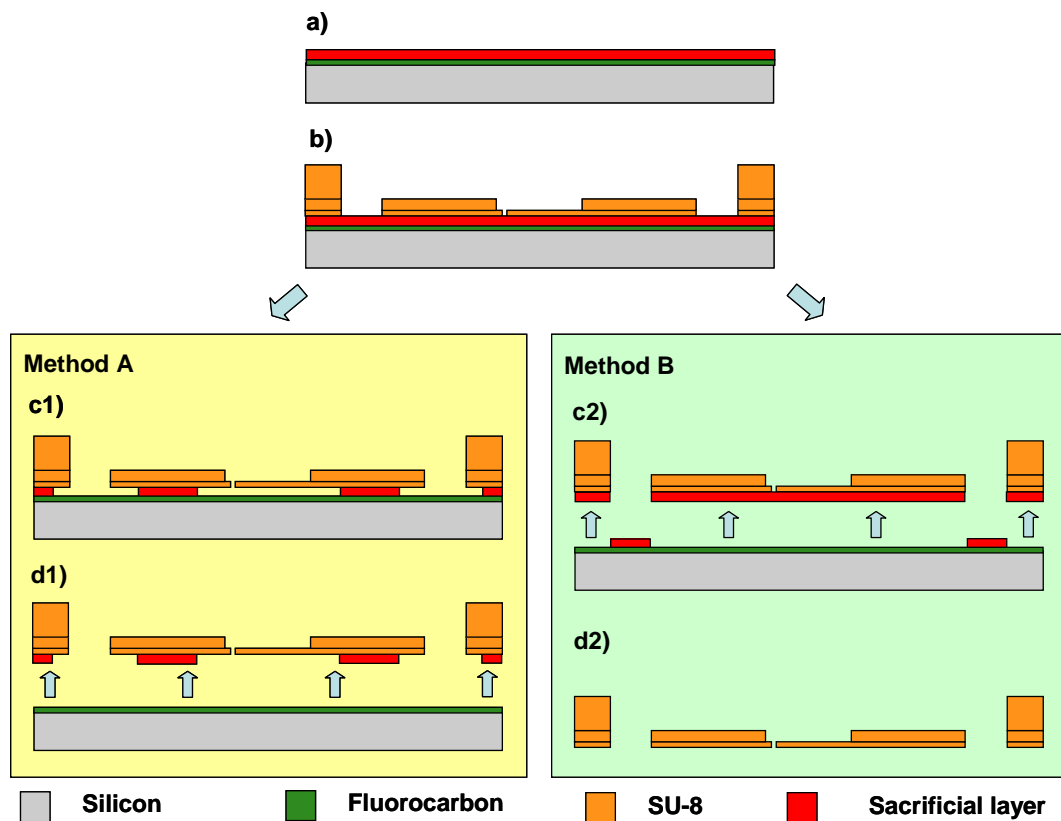 a)
b)
Method A
c1)
d1)
Method B
c2)
d2)
Silicon
Fluorocarbon
SU-8
Sacrificial layer